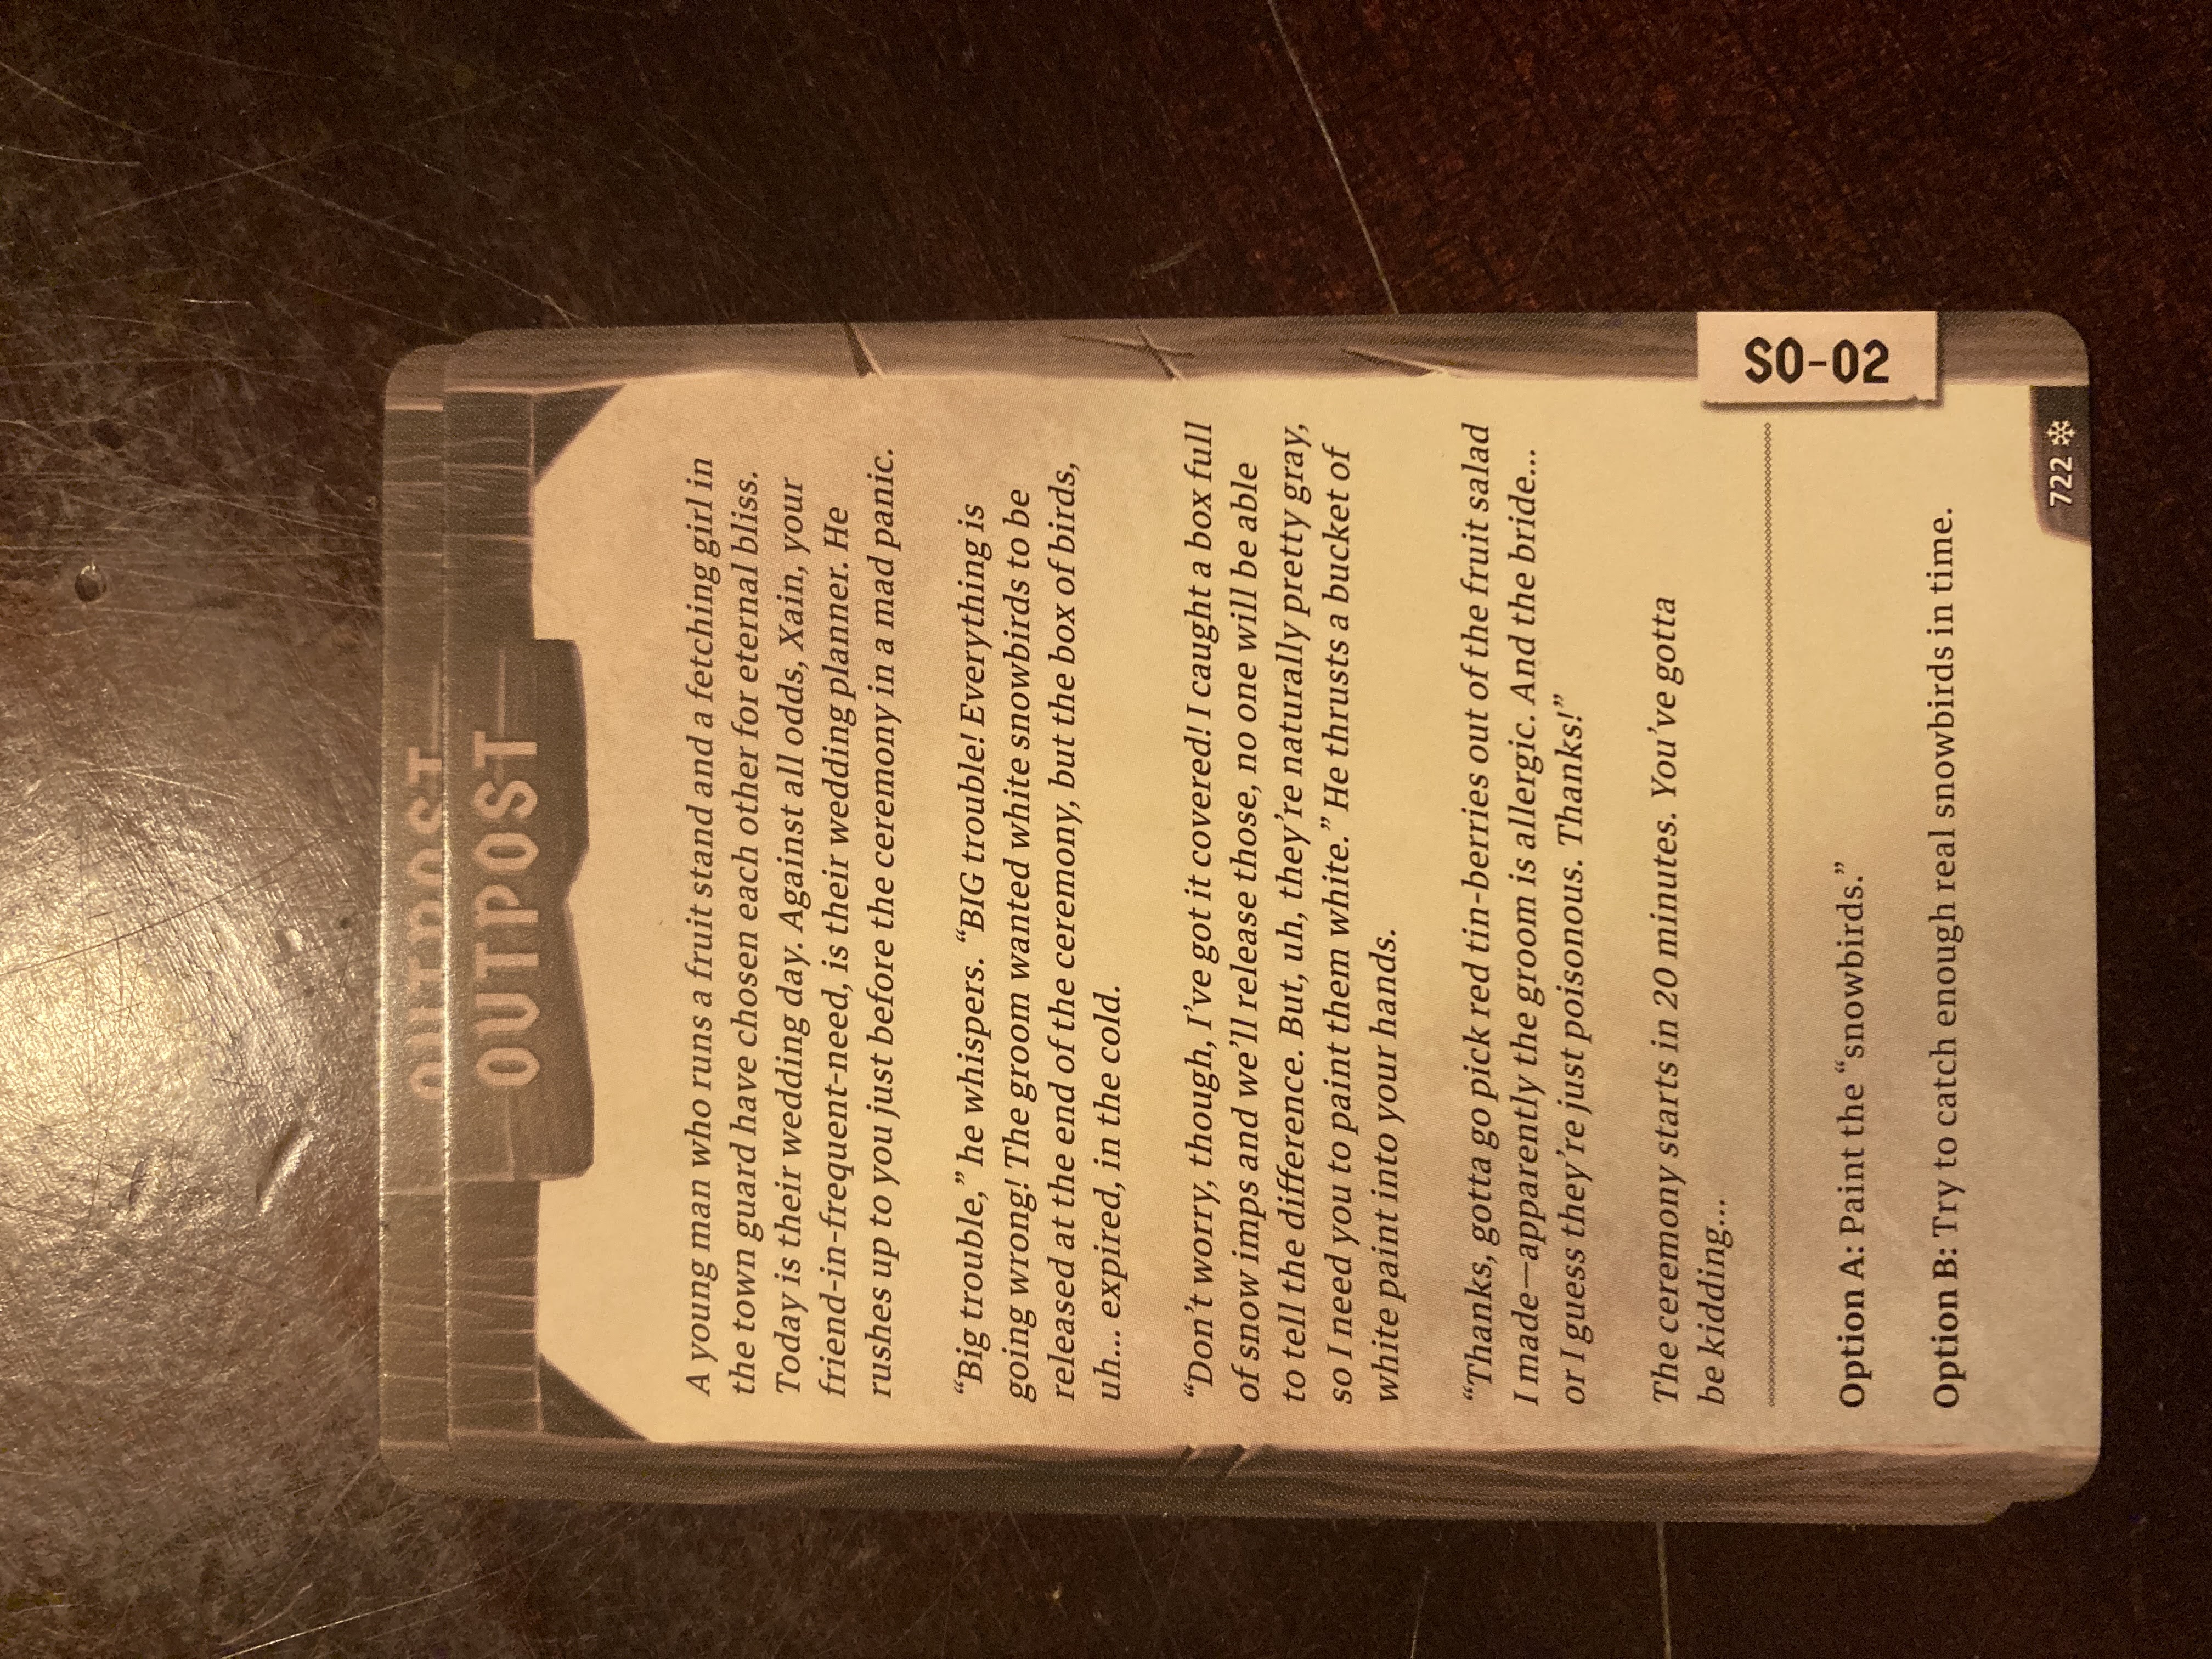 OUTPOST
OUTPOST
A young man who runs a fruit stand and a fetching girl in
the town guard have chosen each other for eternal bliss.
Today is their wedding day. Against all odds, Xain, your
friend-in-frequent-need, is their wedding planner. He
rushes up to you just before the ceremony in a mad panic.
“Big trouble,” he whispers. “BIG trouble! Everything is
going wrong! The groom wanted white snowbirds to be
released at the end of the ceremony, but the box of birds,
uh... expired, in the cold.
“Don’t worry, though, I’ve got it covered! I caught a box full
of snow imps and we’ll release those, no one will be able
to tell the difference. But, uh, they’re naturally pretty gray,
so I need you to paint them white.” He thrusts a bucket of
white paint into your hands.
“Thanks, gotta go pick red tin-berries out of the fruit salad
I made—apparently the groom is allergic. And the bride...
or I guess they’re just poisonous. Thanks!”
The ceremony starts in 20 minutes. You’ve gotta
be kidding...
Option A: Paint the “snowbirds.”
Option B: Try to catch enough real snowbirds in time.
SO-02
722